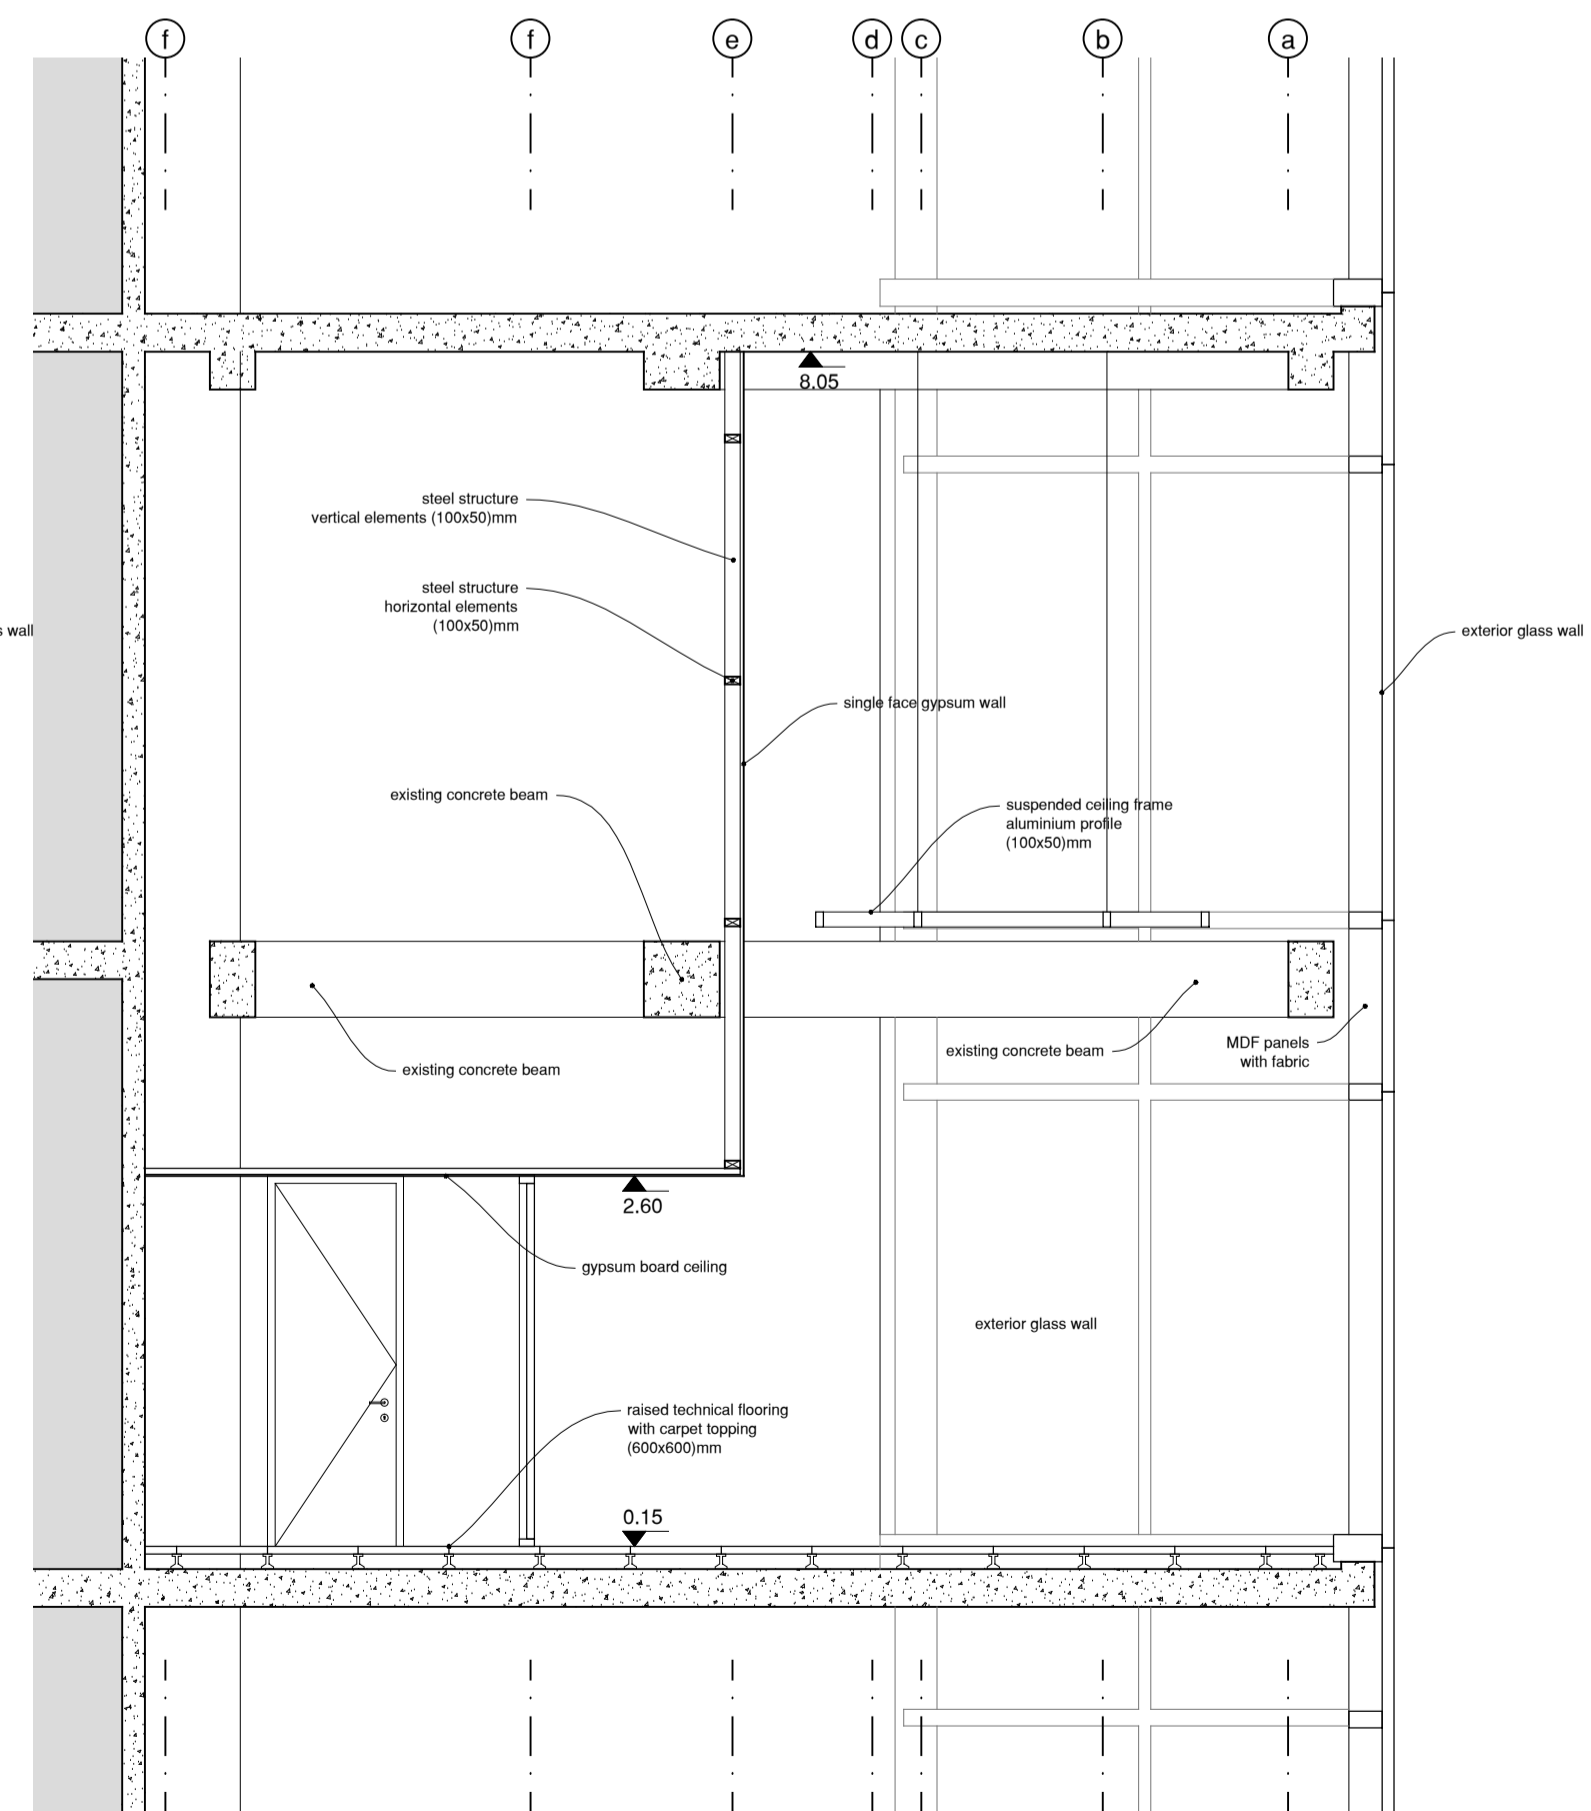 f f e d c b a
8.05
steel structure
vertical elements (100x50)mm
steel structure
horizontal elements
(100x50)mm
s wall
exterior glass wall
single face gypsum wall
existing concrete beam
suspended ceiling frame
aluminium profile
(100x50)mm
existing concrete beam
existing concrete beam
MDF panels
with fabric
2.60
gypsum board ceiling
exterior glass wall
raised technical flooring
with carpet topping
(600x600)mm
0.15